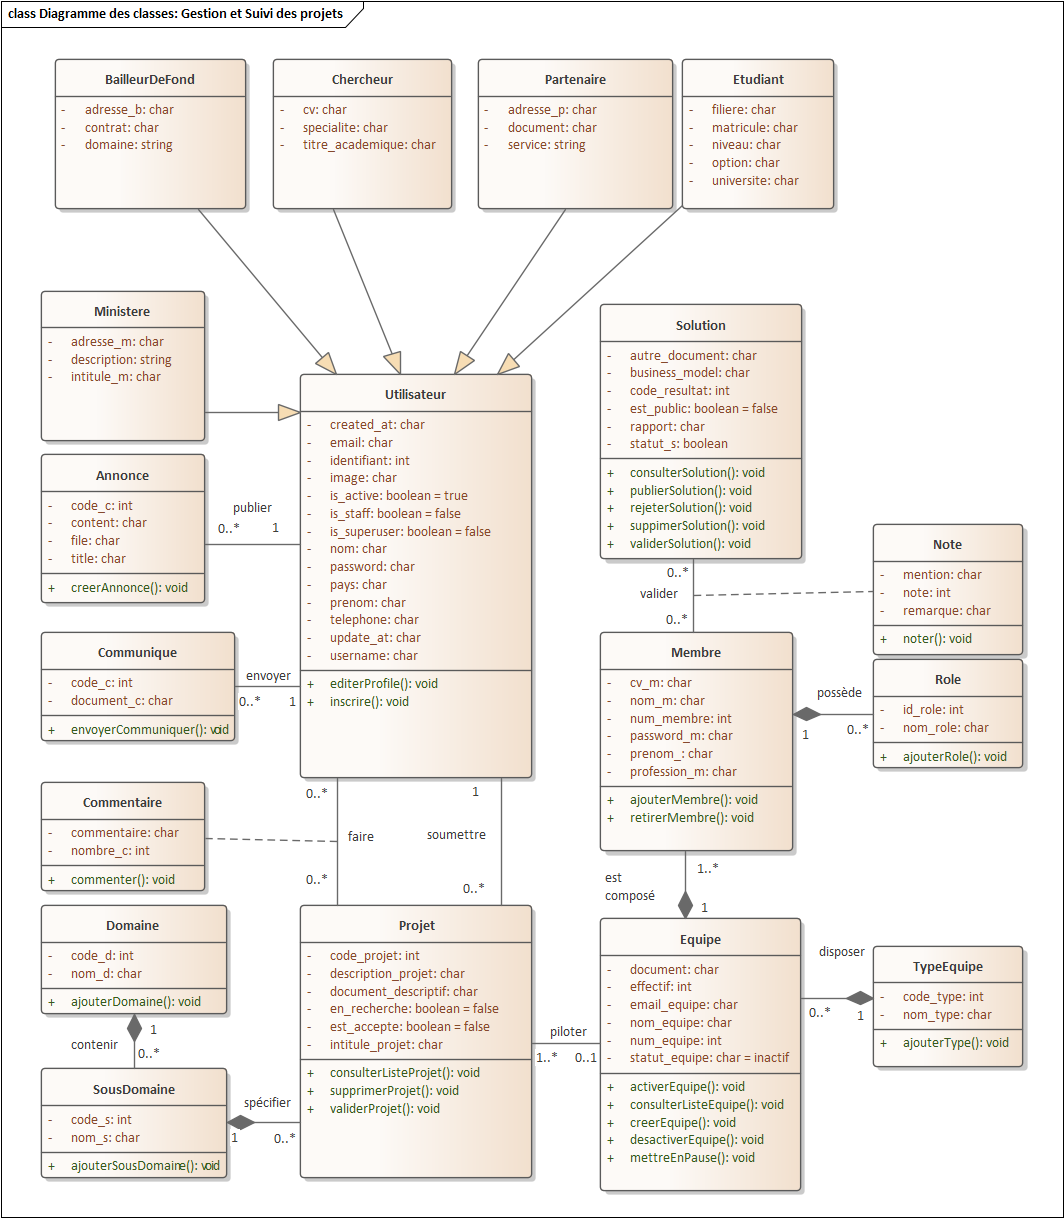 class Diagramme des classes: Gestion et Suivi des projets
BailleurDeFond
- adresse_b: char
- contrat: char
- domaine: string
Chercheur
- cv: char
- specialite: char
- titre_academique: char
Partenaire
- adresse_p: char
- document: char
- service: string
Etudiant
- filiere: char
- matricule: char
- niveau: char
- option: char
- universite: char
Ministere
- adresse_m: char
- description: string
- intitule_m: char
Annonce
- code_c: int
- content: char
- file: char
- title: char
+ creerAnnonce(): void
publier
0..* 1
Communique
- code_c: int
- document_c: char
+ envoyerCommuniquer(): void
envoyer
0..* 1
Utilisateur
- created_at: char
- email: char
- identifiant: int
- image: char
- is_active: boolean = true
- is_staff: boolean = false
- is_superuser: boolean = false
- nom: char
- password: char
- pays: char
- prenom: char
- telephone: char
- update_at: char
- username: char
+ editerProfile(): void
+ inscrire(): void
Solution
- autre_document: char
- business_model: char
- code_resultat: int
- est_public: boolean = false
- rapport: char
- statut_s: boolean
+ consulterSolution(): void
+ publierSolution(): void
+ rejeterSolution(): void
+ suppimerSolution(): void
+ validerSolution(): void
0..*
valider
0..*
Note
- mention: char
- note: int
- remarque: char
+ noter(): void
Membre
- cv_m: char
- nom_m: char
- num_membre: int
- password_m: char
- prenom_: char
- profession_m: char
+ ajouterMembre(): void
+ retirerMembre(): void
possède
1 0..*
Role
- id_role: int
- nom_role: char
+ ajouterRole(): void
Commentaire
- commentaire: char
- nombre_c: int
+ commenter(): void
0..* 1
faire soumettre
0..* 0..*
1..*
est
composé
1
Domaine
- code_d: int
- nom_d: char
+ ajouterDomaine(): void
1
contenir
0..*
SousDomaine
- code_s: int
- nom_s: char
+ ajouterSousDomaine(): void
spécifier
1 0..*
Projet
- code_projet: int
- description_projet: char
- document_descriptif: char
- en_recherche: boolean = false
- est_accepte: boolean = false
- intitule_projet: char
+ consulterListeProjet(): void
+ supprimerProjet(): void
+ validerProjet(): void
piloter
1..* 0..1
Equipe
- document: char
- effectif: int
- email_equipe: char
- nom_equipe: char
- num_equipe: int
- statut_equipe: char = inactif
+ activerEquipe(): void
+ consulterListeEquipe(): void
+ creerEquipe(): void
+ desactiverEquipe(): void
+ mettreEnPause(): void
disposer
0..* 1
TypeEquipe
- code_type: int
- nom_type: char
+ ajouterType(): void